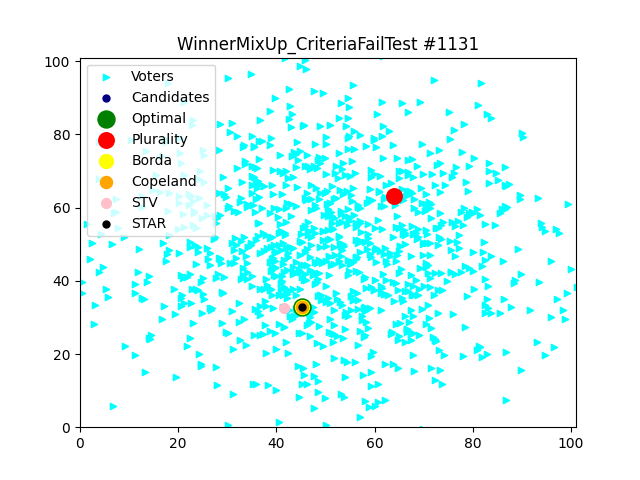 WinnerMixUp_CriteriaFailTest #1131
100
80
60
40
20
0
Voters
Candidates
Optimal
Plurality
Borda
Copeland
STV
STAR
0 20 40 60 80 100